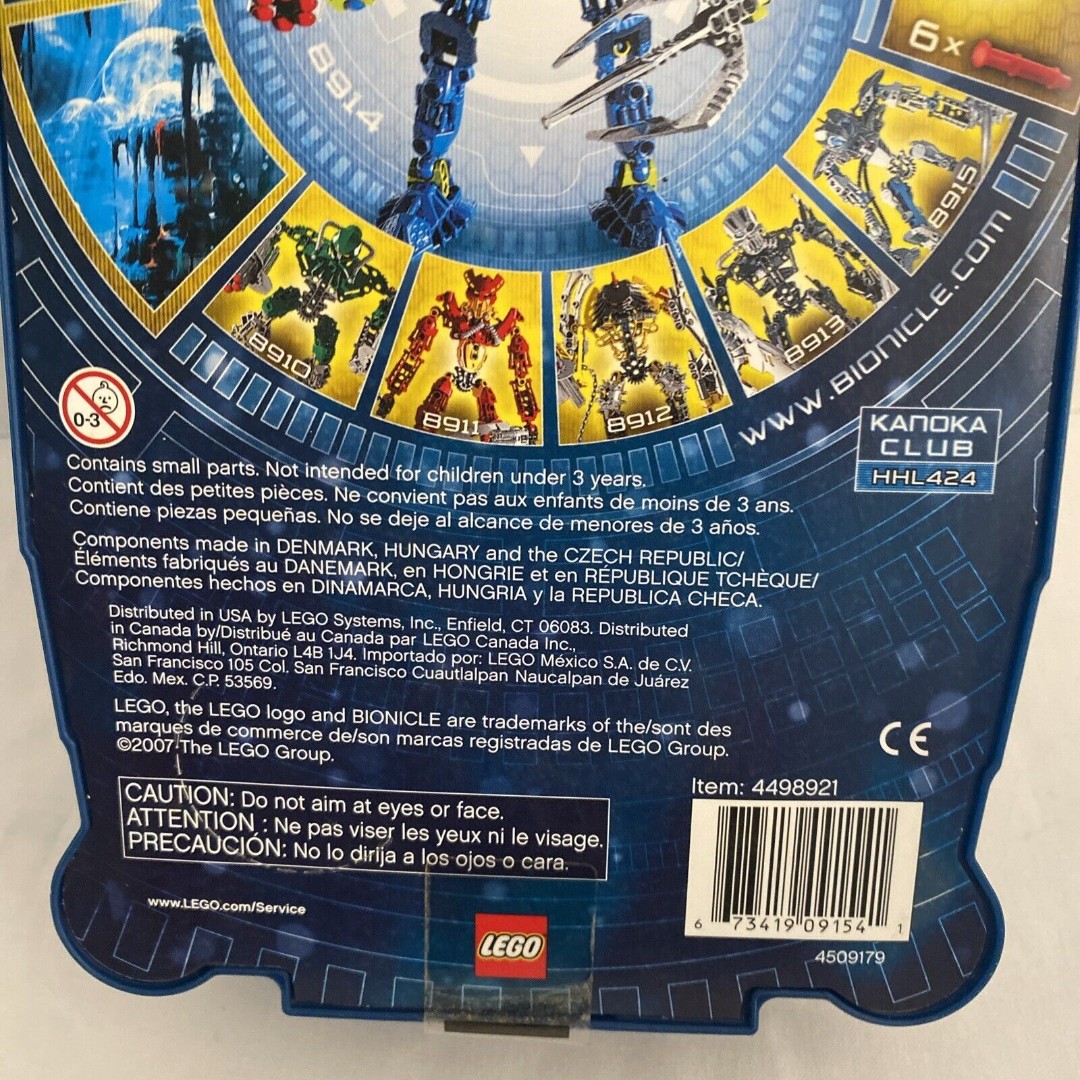 8914
6x
8915
8910
8911
8912
8913
www.BIONICLE.com
0-3
KANOKA
CLUB
HHL424
Contains small parts. Not intended for children under 3 years.
Contient des petites pièces. Ne convient pas aux enfants de moins de 3 ans.
Contiene piezas pequeñas. No se deje al alcance de menores de 3 años.
Components made in DENMARK, HUNGARY and the CZECH REPUBLIC/
Éléments fabriqués au DANEMARK, en HONGRIE et en RÉPUBLIQUE TCHÈQUE/
Componentes hechos en DINAMARCA, HUNGRIA y la REPUBLICA CHECA.
Distributed in USA by LEGO Systems, Inc., Enfield, CT 06083. Distributed
in Canada by/Distribué au Canada par LEGO Canada Inc.,
Richmond Hill, Ontario L4B 1J4. Importado por: LEGO México S.A. de C.V.
San Francisco 105 Col. San Francisco Cuautlalpan Naucalpan de Juárez
Edo. Mex. C.P. 53569.
LEGO, the LEGO logo and BIONICLE are trademarks of the/sont des
marques de commerce de/son marcas registradas de LEGO Group.
©2007 The LEGO Group.
CE
Item: 4498921
CAUTION: Do not aim at eyes or face.
ATTENTION : Ne pas viser les yeux ni le visage.
PRECAUCIÓN: No lo dirija a los ojos o cara.
6 73419 09154 1
www.LEGO.com/Service
LEGO
4509179